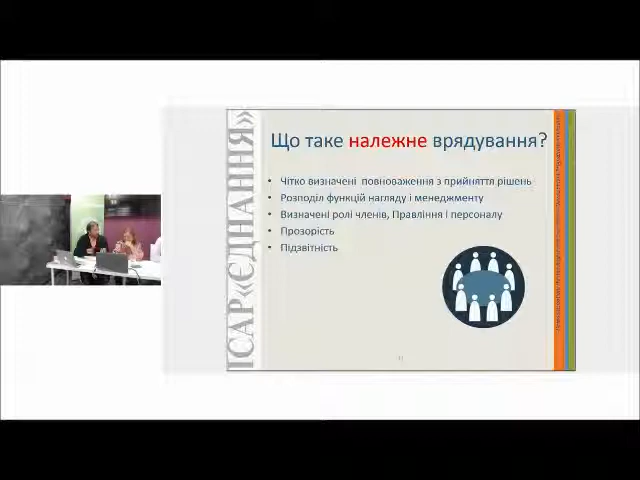 ІСАР «ЄДНАННЯ»
Що таке належне врядування?
Чітко визначені повноваження з прийняття рішень
Розподіл функцій нагляду і менеджменту
Визначені ролі членів, Правління і персоналу
Прозорість
Підзвітність